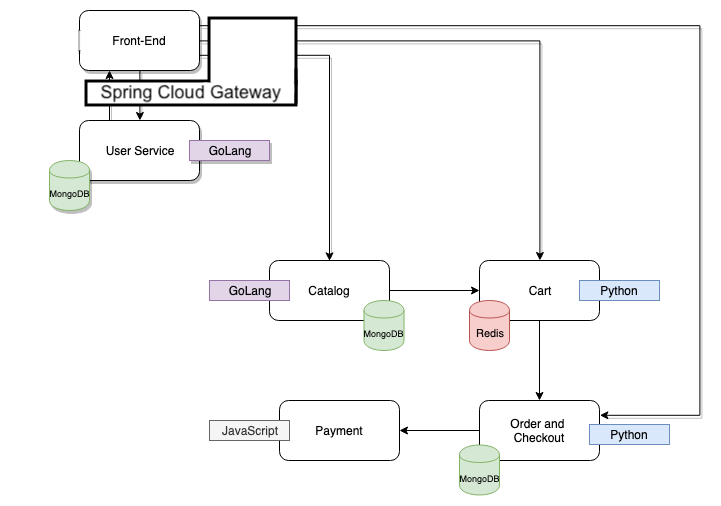 Front-End
Spring Cloud Gateway
User Service
GoLang
MongoDB
GoLang
Catalog
MongoDB
Cart
Python
Redis
JavaScript
Payment
Order and
Checkout
Python
MongoDB